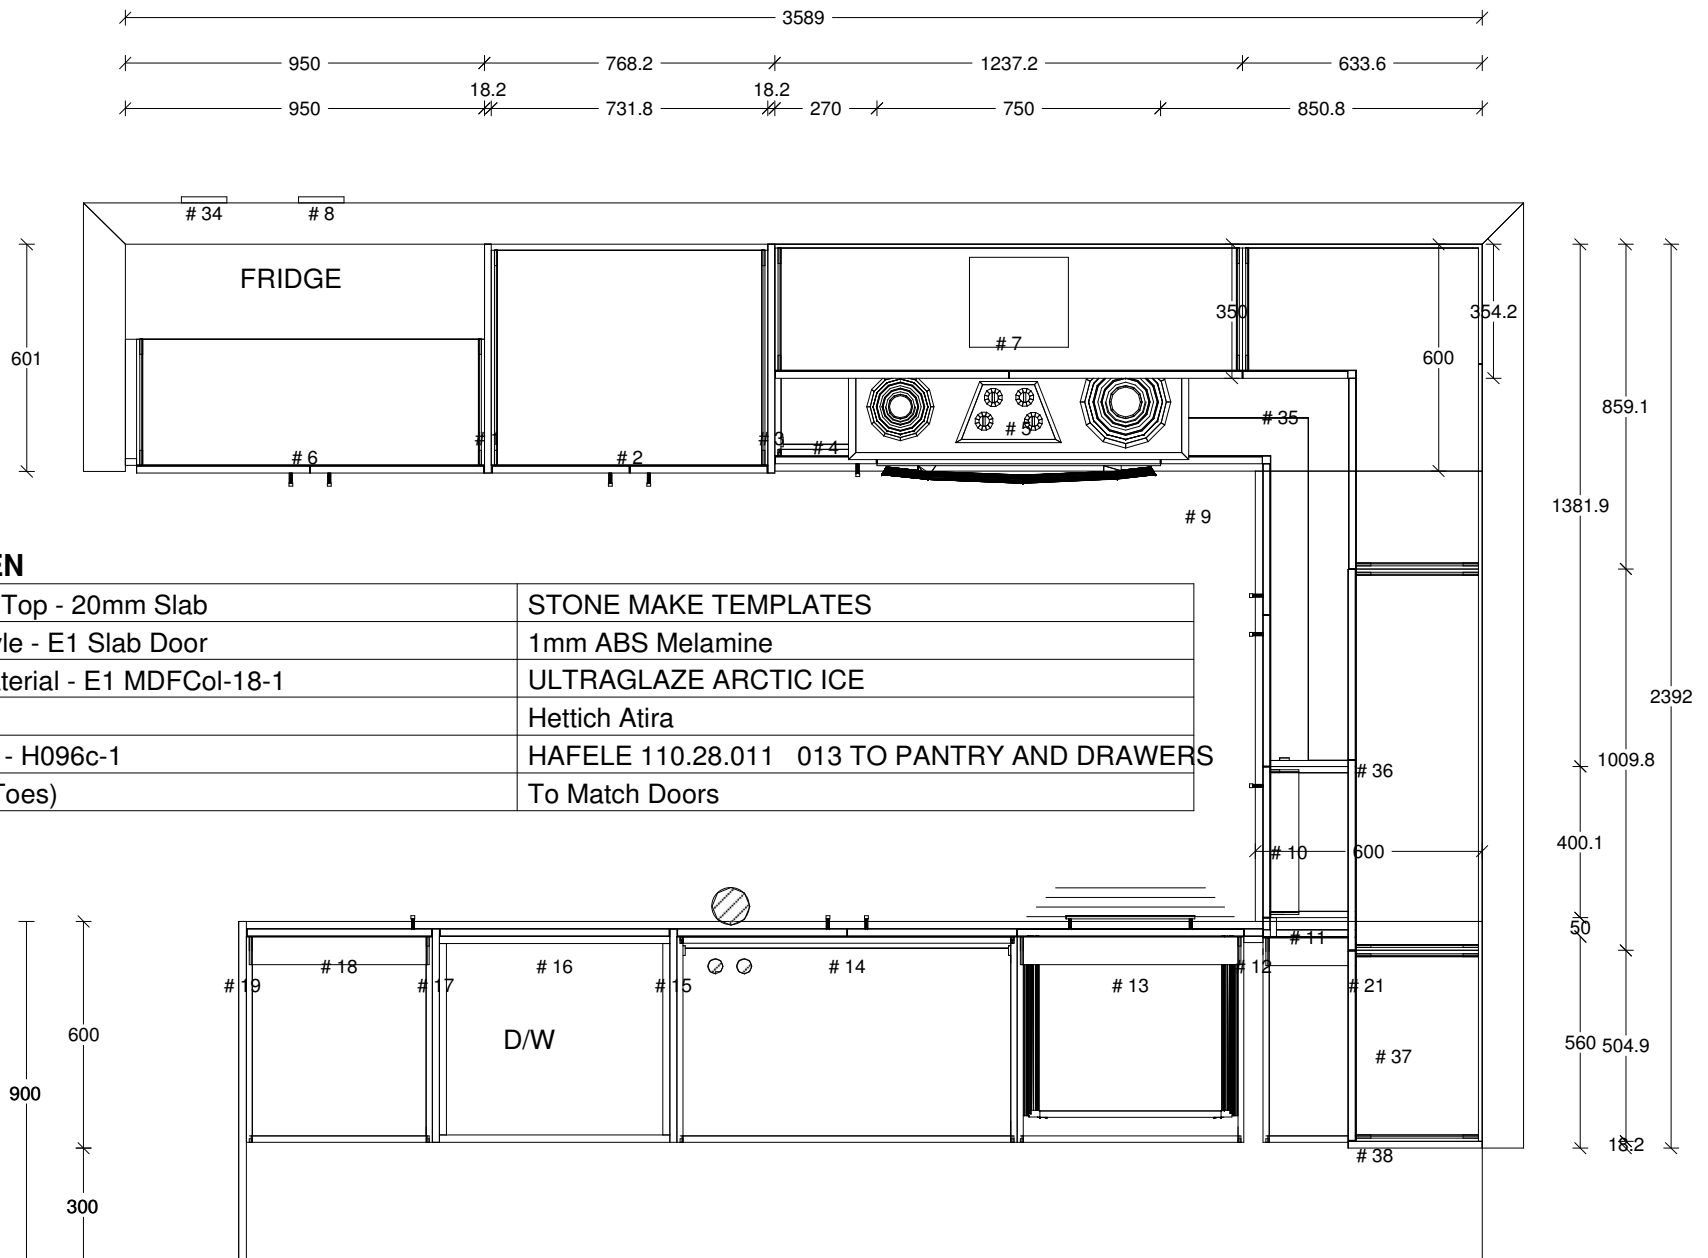 3589
950 768.2 1237.2 633.6
18.2 18.2
950 731.8 270 750 850.8
# 34 # 8
FRIDGE
350 354.2
# 7
601 600
859.1
# 35
# 5
# 1 # 3
# 4
# 6 # 2
1381.9
# 9
EN
Top - 20mm Slab STONE MAKE TEMPLATES
yle - E1 Slab Door 1mm ABS Melamine
aterial - E1 MDFCol-18-1 ULTRAGLAZE ARCTIC ICE
Hettich Atira
- H096c-1 HAFELE 110.28.011 013 TO PANTRY AND DRAWERS
Toes) To Match Doors
2392
1009.8
# 36
400.1
# 10 600
50
# 11
# 18 # 16 # 14 # 12
# 19 # 17 # 15 # 13 # 21
600 D/W
560 504.9
# 37
900
18.2
# 38
300